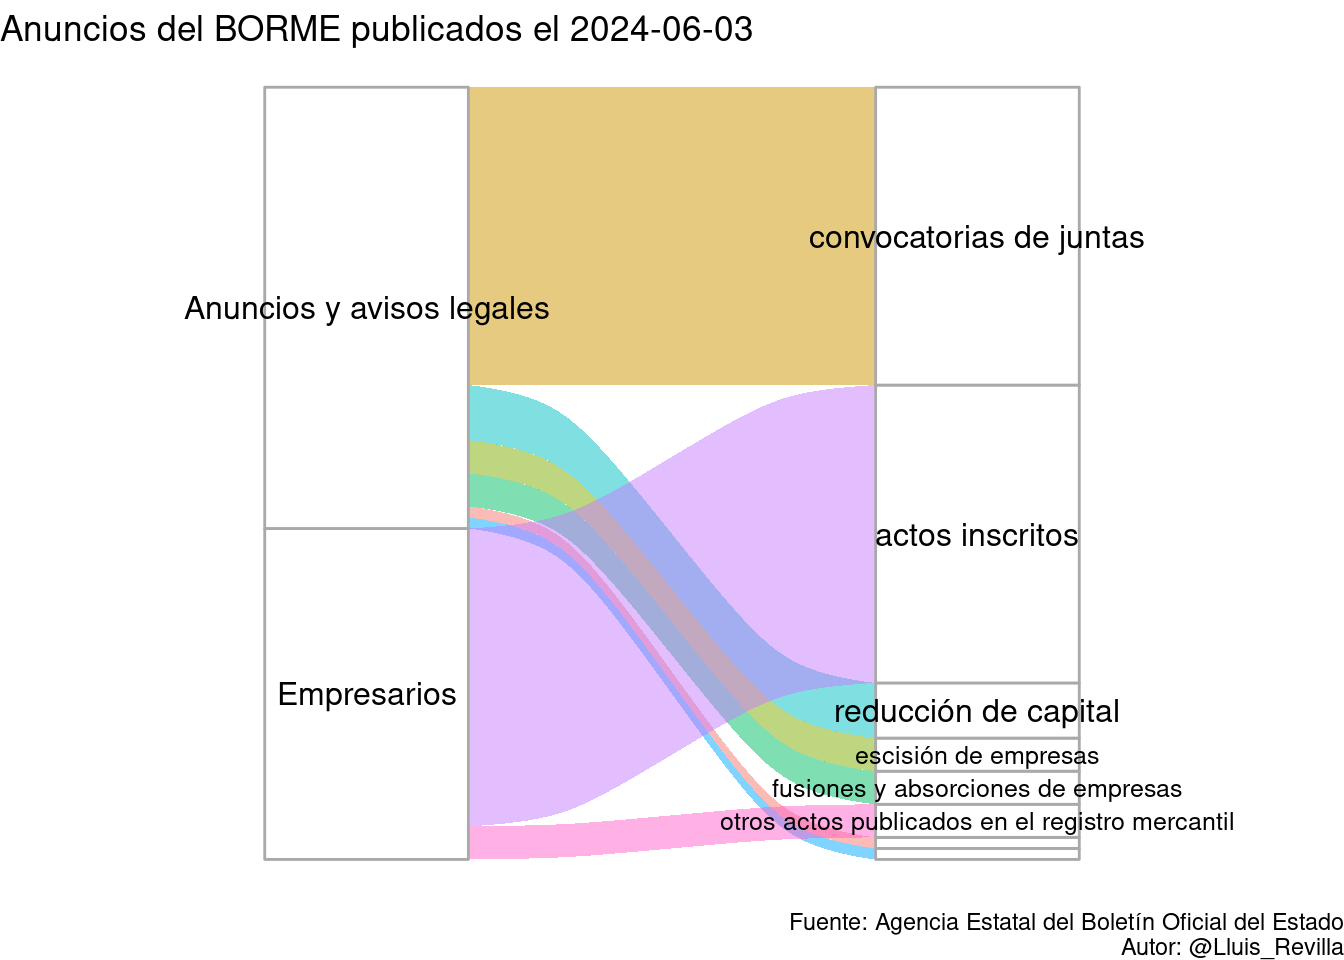 Anuncios del BORME publicados el 2024-06-03
convocatorias de juntas
Anuncios y avisos legales
actos inscritos
Empresarios
reducción de capital
escisión de empresas
fusiones y absorciones de empresas
otros actos publicados en el registro mercantil
Fuente: Agencia Estatal del Boletín Oficial del Estado
Autor: @Lluis_Revilla